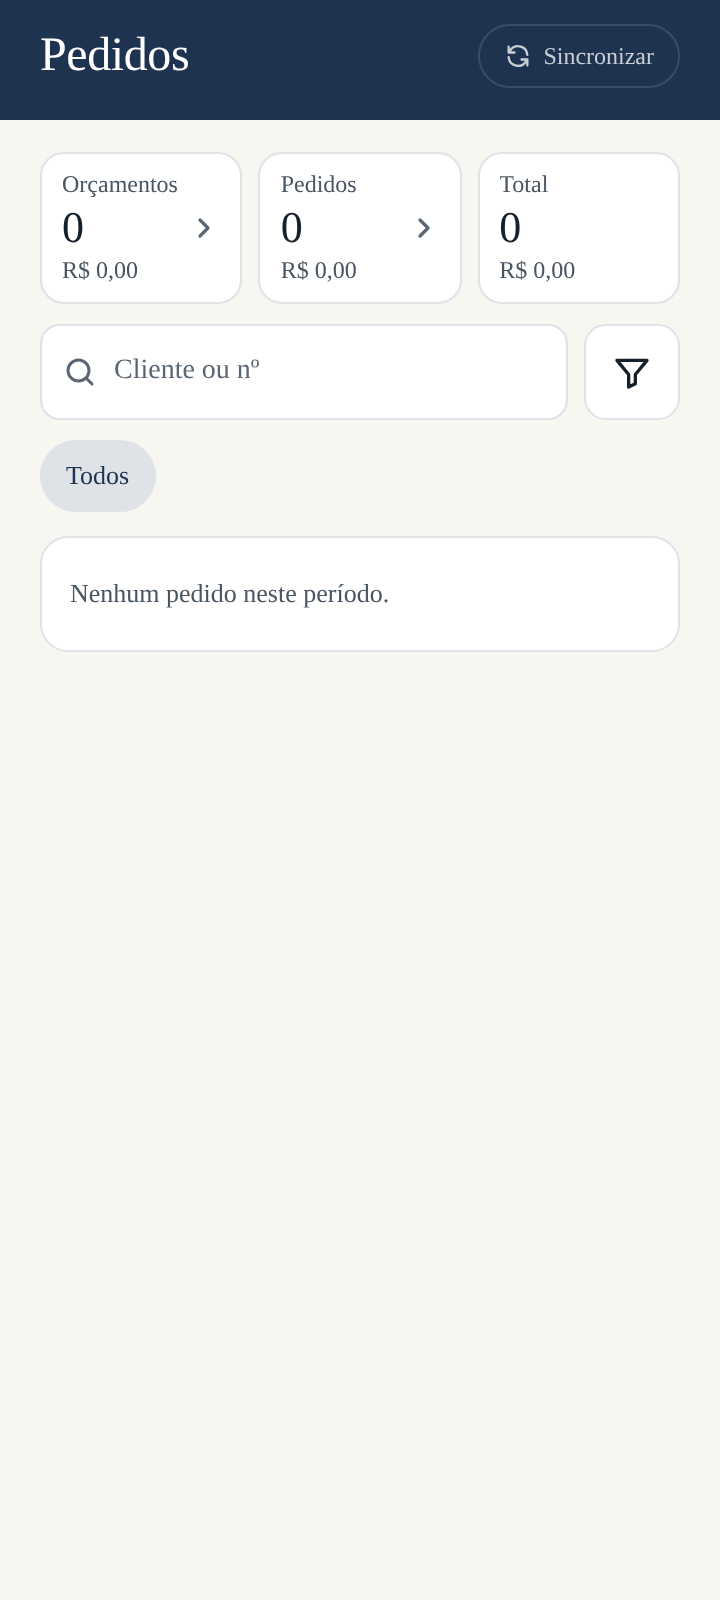 Pedidos
Sincronizar
Orçamentos
0
R$ 0,00
Pedidos
0
R$ 0,00
Total
0
R$ 0,00
Cliente ou nº
Todos
Nenhum pedido neste período.